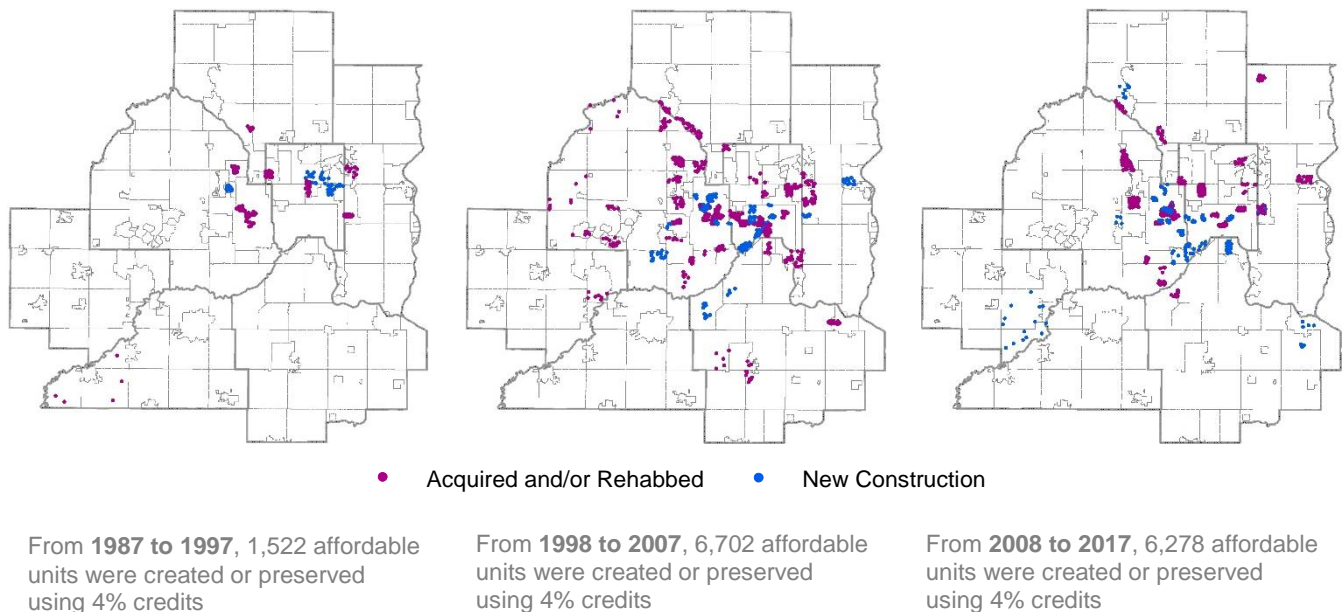 Acquired and/or Rehabbed
New Construction
From 1987 to 1997, 1,522 affordable
units were created or preserved
using 4% credits
From 1998 to 2007, 6,702 affordable
units were created or preserved
using 4% credits
From 2008 to 2017, 6,278 affordable
units were created or preserved
using 4% credits